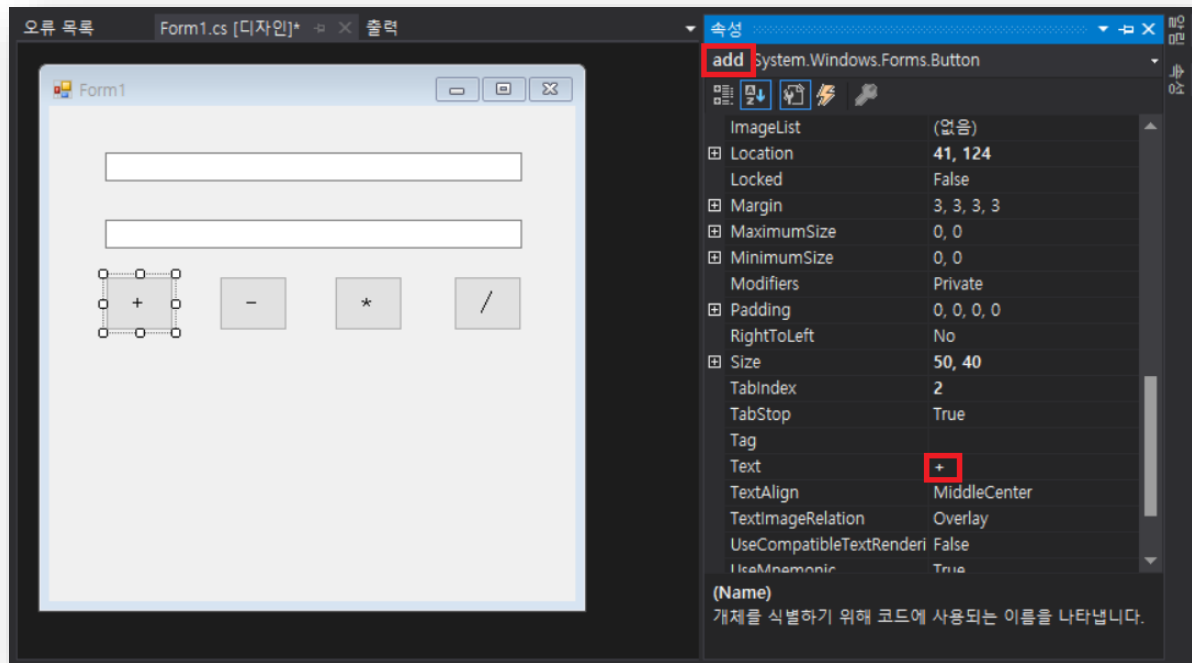 오류 목록 Form1.cs [디자인]* 출력
Form1
+ - * /
속성
add System.Windows.Forms.Button
ImageList (없음)
Location 41, 124
Locked False
Margin 3, 3, 3, 3
MaximumSize 0, 0
MinimumSize 0, 0
Modifiers Private
Padding 0, 0, 0, 0
RightToLeft No
Size 50, 40
TabIndex 2
TabStop True
Tag
Text +
TextAlign MiddleCenter
TextImageRelation Overlay
UseCompatibleTextRenderi False
UseMnemonic True
(Name)
개체를 식별하기 위해 코드에 사용되는 이름을 나타냅니다.
속성